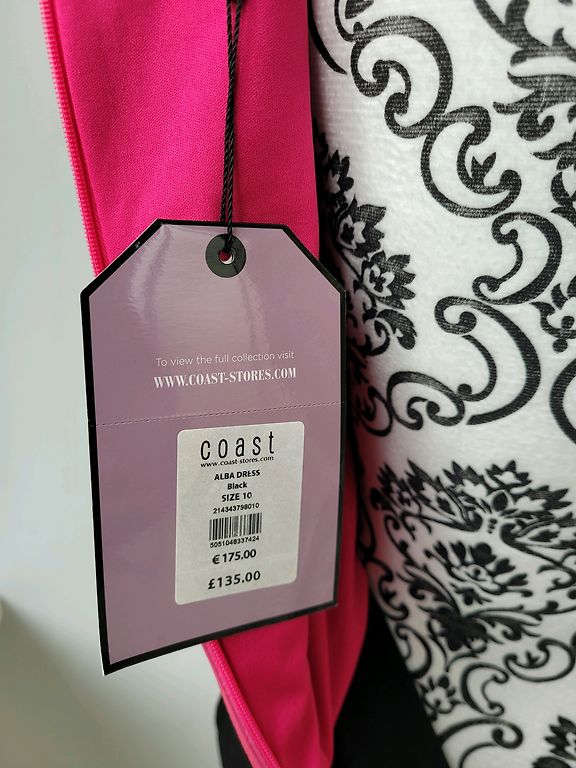 To view the full collection visit
WWW.COAST-STORES.COM
coast
www.coast-stores.com
ALBA DRESS
Black
SIZE 10
214343798010
5051048337424
€175.00
£135.00